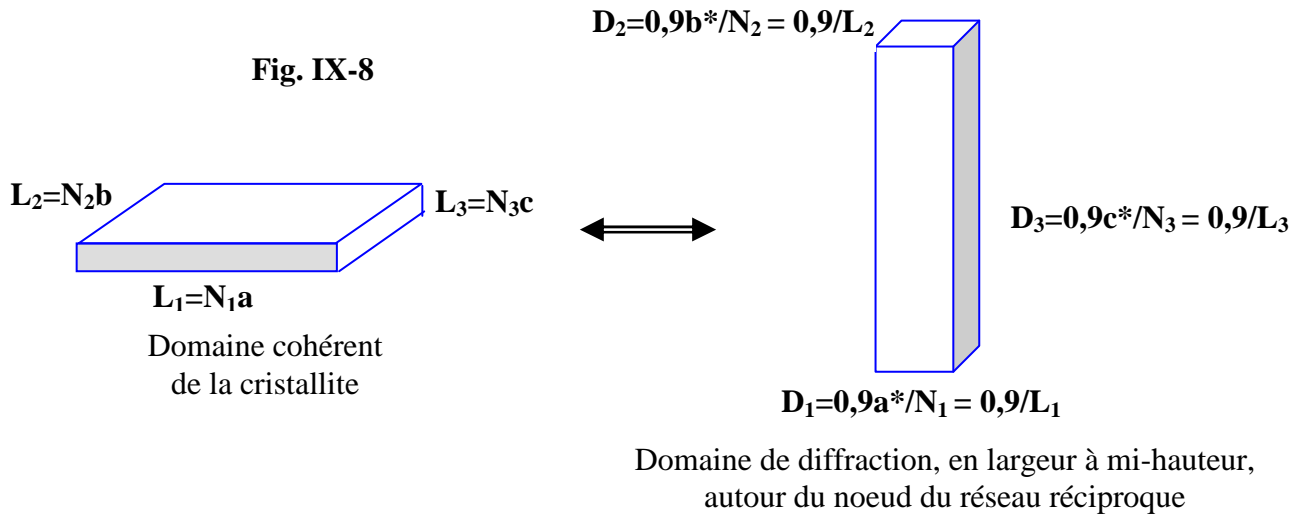 D₂=0,9b*/N₂ = 0,9/L₂
Fig. IX-8
L₂=N₂b
L₃=N₃c
D₃=0,9c*/N₃ = 0,9/L₃
L₁=N₁a
Domaine cohérent
de la cristallite
D₁=0,9a*/N₁ = 0,9/L₁
Domaine de diffraction, en largeur à mi-hauteur,
autour du noeud du réseau réciproque